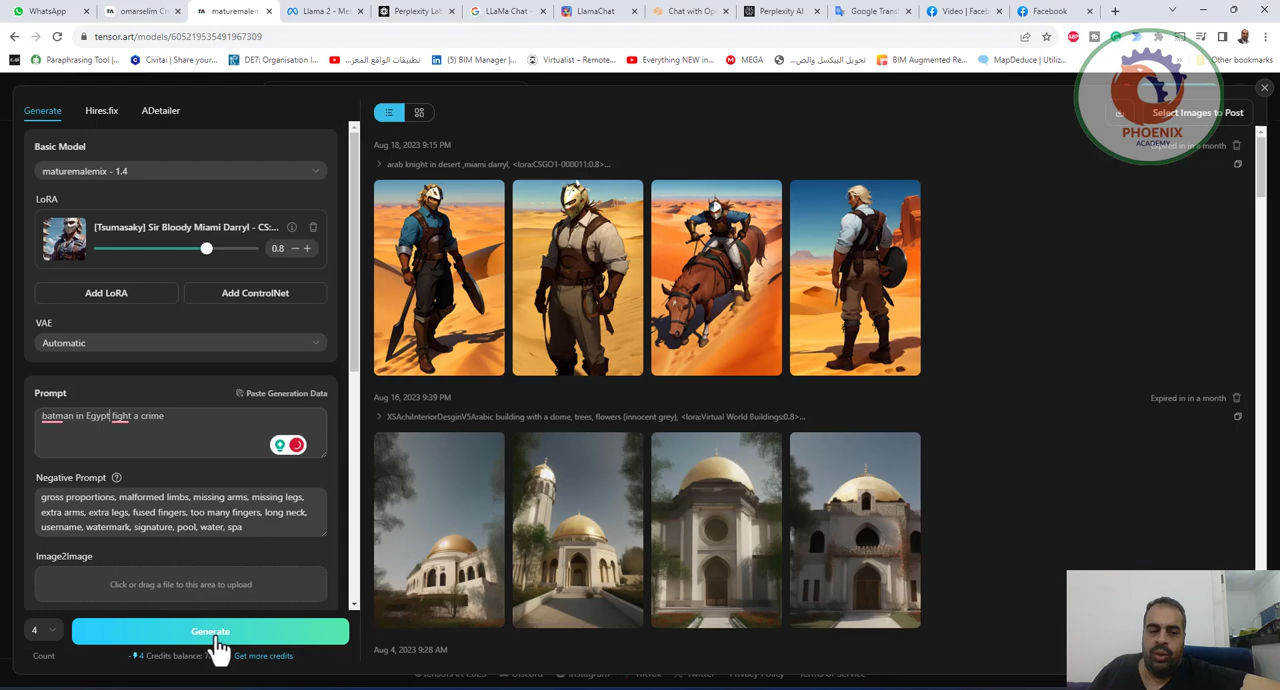 WhatsApp
omarselim Cr
maturemalem
Llama 2 - Me
Perplexity Lab
LLaMa Chat -
LlamaChat
Chat with Op
Perplexity AI
Google Trans
Video | Faceb
Facebook
tensor.art/models/605219535491967309
Paraphrasing Tool |...
Civitai | Share your...
DE7: Organisation I...
تطبيقات الواقع المعز...
(5) BIM Manager |...
Virtualist – Remote...
Everything NEW in...
MEGA
تحويل البيكسل والص...
BIM Augmented Re...
MapDeduce | Utiliz...
Other bookmarks
Generate
Hires.fix
ADetailer
Select Images to Post
PHOENIX
ACADEMY
Basic Model
maturemalemix - 1.4
LoRA
[Tsumasaky] Sir Bloody Miami Darryl - CS:...
0.8
Add LoRA
Add ControlNet
VAE
Automatic
Prompt
Paste Generation Data
batman in Egypt fight a crime
Negative Prompt
gross proportions, malformed limbs, missing arms, missing legs,
extra arms, extra legs, fused fingers, too many fingers, long neck,
username, watermark, signature, pool, water, spa
Image2Image
Click or drag a file to this area to upload
4
Generate
Count
-4 Credits balance:
Get more credits
Aug 18, 2023 9:15 PM
Expired in in a month
arab knight in desert ,miami darryl, <lora:CSGO1-000011:0.8>...
Aug 16, 2023 9:39 PM
Expired in in a month
XSAchiInteriorDesginV5Arabic building with a dome, trees, flowers (innocent grey), <lora:Virtual World Buildings:0.8>...
Aug 4, 2023 9:28 AM